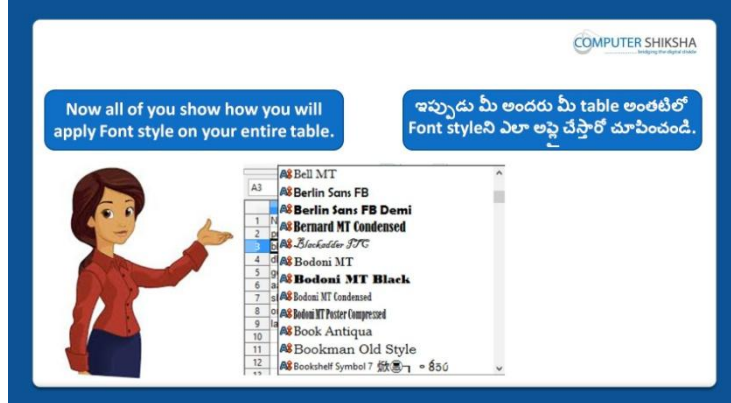 COMPUTER SHIKSHA
Now all of you show how you will
apply Font style on your entire table.
ఇప్పుడు మీ అందరు మీ table అంతటిలో
Font styleని ఎలా అప్లై చేస్తారో చూపించండి.
A3
Bell MT
Berlin Sans FB
Berlin Sans FB Demi
Bernard MT Condensed
Blackadder ITC
Bodoni MT
Bodoni MT Black
Bodoni MT Condensed
Bodoni MT Poster Compressed
Book Antiqua
Bookman Old Style
Bookshelf Symbol 7
1 N
2
3
4
5
6
7
8
9 la
10
11
12
13